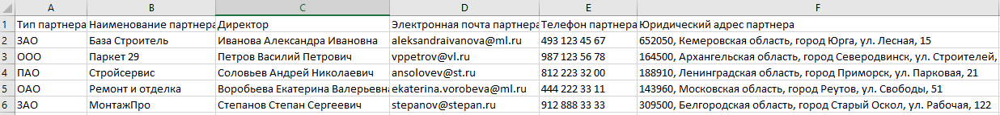 A B C D E F
1 Тип партнера Наименование партнера Директор Электронная почта партнера Телефон партнера Юридический адрес партнера
2 ЗАО База Строитель Иванова Александра Ивановна aleksandraivanova@ml.ru 493 123 45 67 652050, Кемеровская область, город Юрга, ул. Лесная, 15
3 ООО Паркет 29 Петров Василий Петрович vppetrov@vl.ru 987 123 56 78 164500, Архангельская область, город Северодвинск, ул. Строителей,
4 ПАО Стройсервис Соловьев Андрей Николаевич ansolovev@st.ru 812 223 32 00 188910, Ленинградская область, город Приморск, ул. Парковая, 21
5 ОАО Ремонт и отделка Воробьева Екатерина Валерьевна ekaterina.vorobeva@ml.ru 444 222 33 11 143960, Московская область, город Реутов, ул. Свободы, 51
6 ЗАО МонтажПро Степанов Степан Сергеевич stepanov@stepan.ru 912 888 33 33 309500, Белгородская область, город Старый Оскол, ул. Рабочая, 122